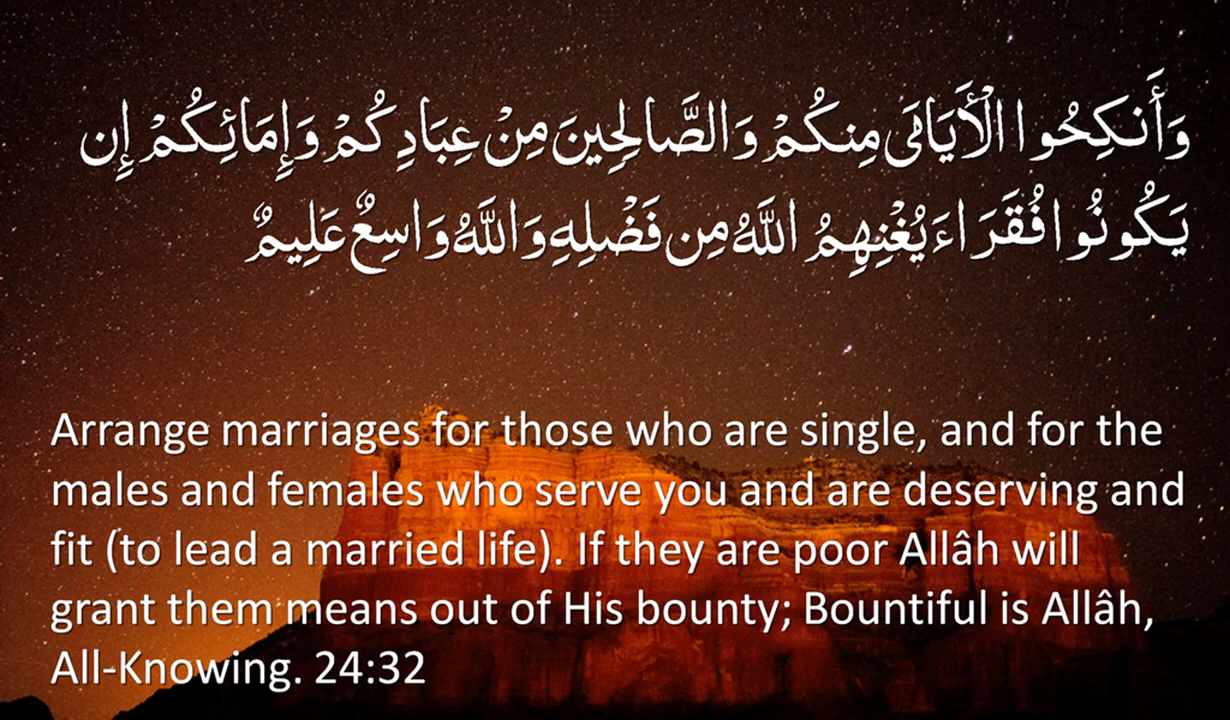 وَأَنكِحُوا الْأَيَامَى مِنكُمْ وَالصَّالِحِينَ مِنْ عِبَادِكُمْ وَإِمَائِكُمْ إِن
يَكُونُوا فُقَرَاءَ يُغْنِهِمُ اللَّهُ مِن فَضْلِهِ وَاللَّهُ وَاسِعٌ عَلِيمٌ
Arrange marriages for those who are single, and for the
males and females who serve you and are deserving and
fit (to lead a married life). If they are poor Allâh will
grant them means out of His bounty; Bountiful is Allâh,
All-Knowing. 24:32